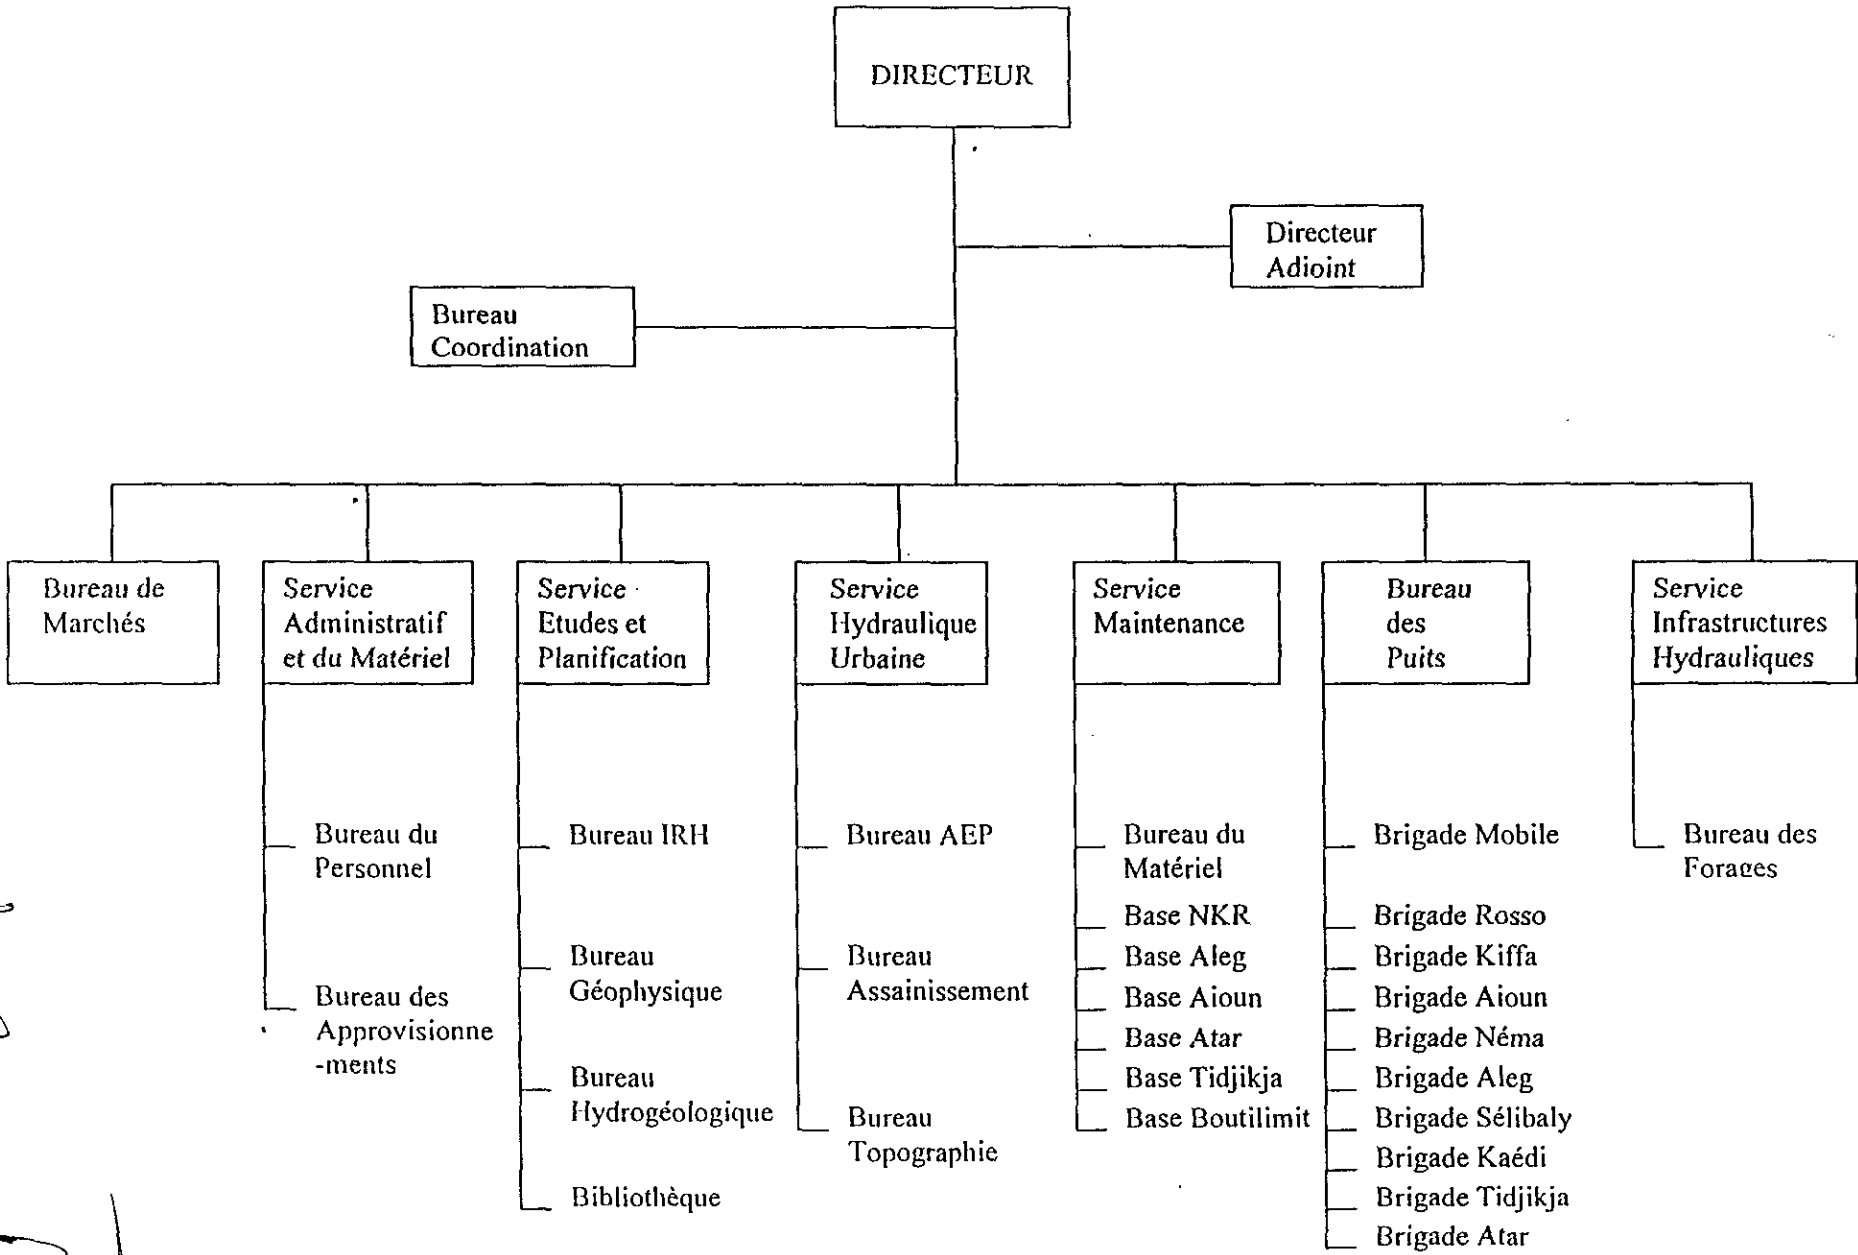 DIRECTEUR
Directeur
Adioint
Bureau
Coordination
Bureau de
Marchés
Service
Administratif
et du Matériel
Service
Etudes et
Planification
Service
Hydraulique
Urbaine
Service
Maintenance
Bureau
des
Puits
Service
Infrastructures
Hydrauliques
Bureau du
Personnel
Bureau des
Approvisionne
-ments
Bureau IRH
Bureau
Géophysique
Bureau
Hydrogéologique
Bibliothèque
Bureau AEP
Bureau
Assainissement
Bureau
Topographie
Bureau du
Matériel
Base NKR
Base Aleg
Base Aioun
Base Atar
Base Tidjikja
Base Boutilimit
Brigade Mobile
Brigade Rosso
Brigade Kiffa
Brigade Aioun
Brigade Néma
Brigade Aleg
Brigade Sélibaly
Brigade Kaédi
Brigade Tidjikja
Brigade Atar
Bureau des
Forages